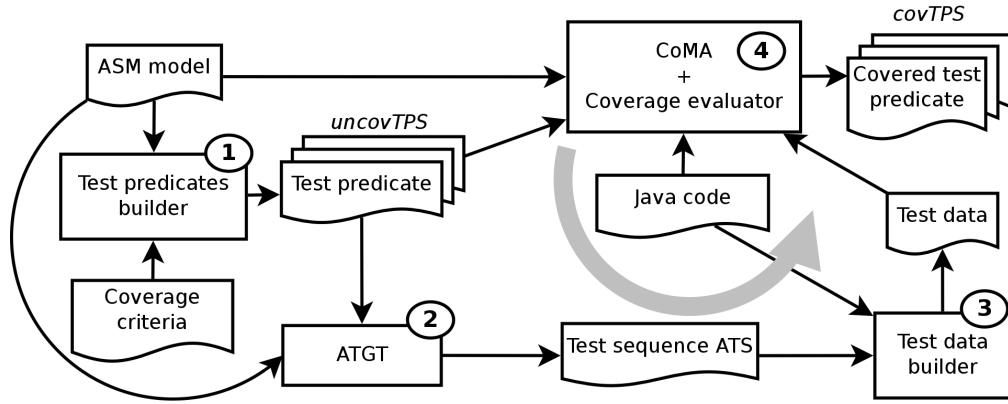 covTPS
ASM model
CoMA
+
Coverage evaluator
4
Covered test
predicate
uncovTPS
1
Test predicates
builder
Test predicate
Java code
Test data
Coverage
criteria
2
ATGT
Test sequence ATS
3
Test data
builder